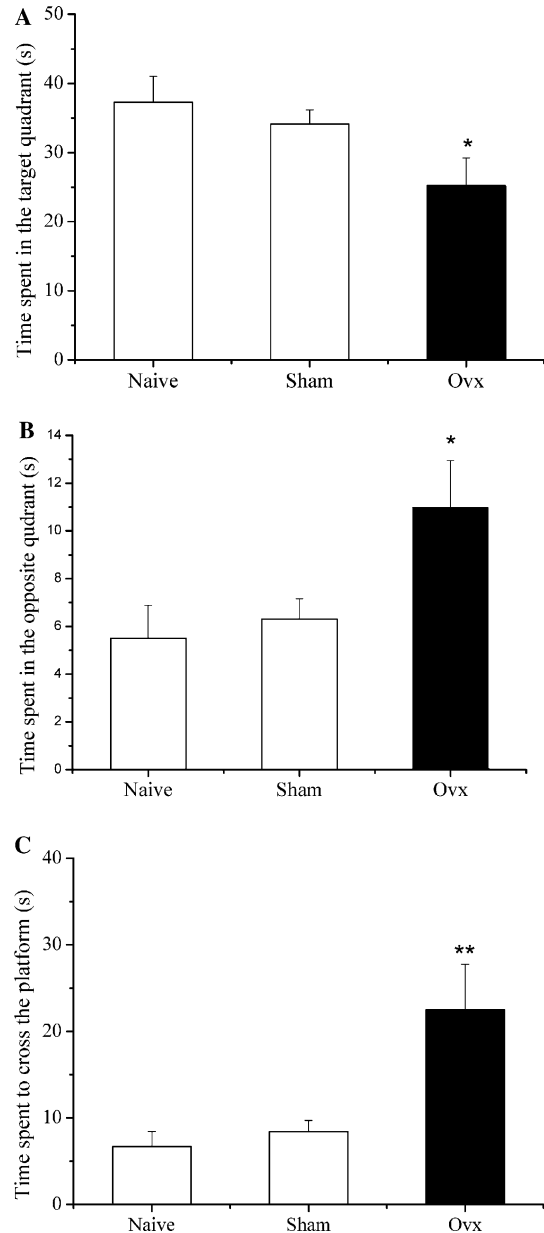 A
Time spent in the target quadrant (s)
50
40
30
20
10
0
*
Naive Sham Ovx
B
Time spent in the opposite qudrant (s)
14
12
10
8
6
4
2
0
*
Naive Sham Ovx
C
Time spent to cross the platform (s)
40
30
20
10
0
**
Naive Sham Ovx